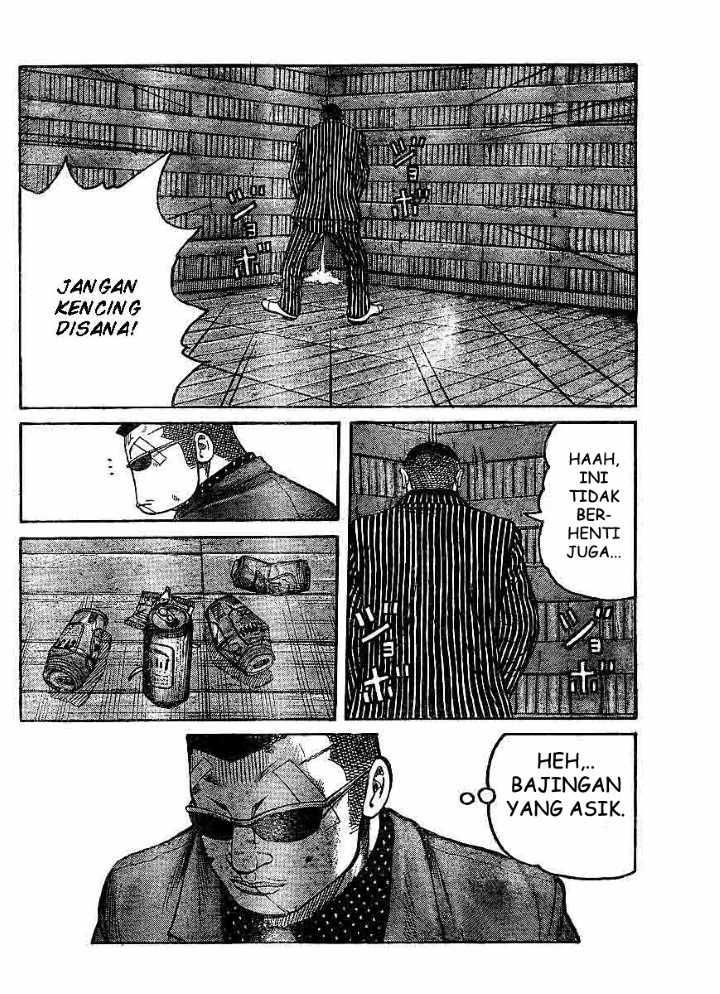 JANGAN
KENCING
DISANA!
ジョボ
ジョボ
HAAH,
INI
TIDAK
BER-
HENTI
JUGA...
ジョボ
ジョボ
HEH,..
BAJINGAN
YANG ASIK.